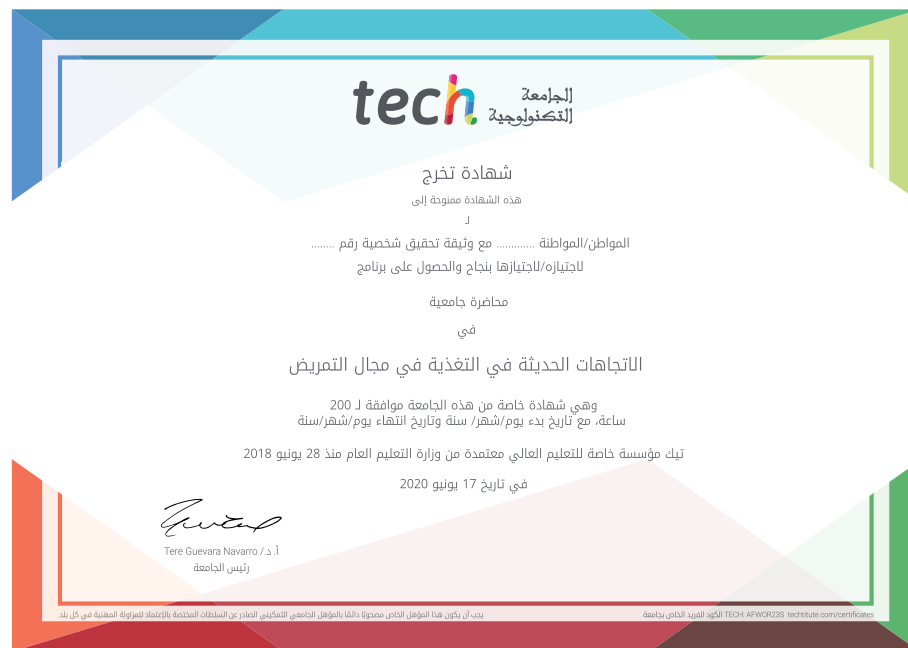 tech الجامعة
التكنولوجية
شهادة تخرج
هذه الشهادة ممنوحة إلى
لـ
المواطن/المواطنة ............. مع وثيقة تحقيق شخصية رقم ........
لاجتيازه/لاجتيازها بنجاح والحصول على برنامج
محاضرة جامعية
في
الاتجاهات الحديثة في التغذية في مجال التمريض
وهي شهادة خاصة من هذه الجامعة موافقة لـ 200
ساعة، مع تاريخ بدء يوم/شهر/ سنة وتاريخ انتهاء يوم/شهر/سنة
تيك مؤسسة خاصة للتعليم العالي معتمدة من وزارة التعليم العام منذ 28 يونيو 2018
في تاريخ 17 يونيو 2020
أ.د./ Tere Guevara Navarro
رئيس الجامعة
يجب أن يكون هذا المؤهل الخاص مصحوبًا دائمًا بالمؤهل الجامعي التمكيني الصادر عن السلطات المختصة بالإعتماد للمزاولة المهنية في كل بلد.
الكود الفريد الخاص بجامعة TECH: AFWOR23S techtitute.com/certificates